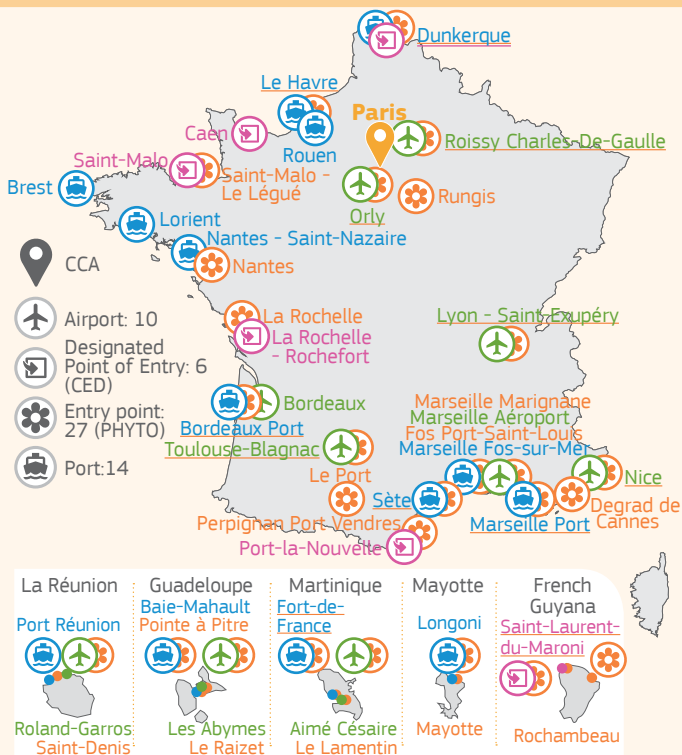 Dunkerque
Le Havre
Paris
Caen
Roissy Charles-De-Gaulle
Rouen
Saint-Malo
Saint-Malo -
Le Légué
Brest
Orly
Rungis
Lorient
Nantes - Saint-Nazaire
CCA
Nantes
Airport: 10
La Rochelle
Lyon - Saint-Exupéry
Designated
Point of Entry: 6
(CED)
La Rochelle
- Rochefort
Entry point:
27 (PHYTO)
Bordeaux
Marseille Marignane
Marseille Aéroport
Bordeaux Port
Fos Port-Saint-Louis
Toulouse-Blagnac
Marseille Fos-sur-Mer
Port:14
Le Port
Nice
Sète
Degrad de
Cannes
Perpignan Port Vendres
Marseille Port
Port-la-Nouvelle
La Réunion
Port Réunion
Roland-Garros
Saint-Denis
Guadeloupe
Baie-Mahault
Pointe à Pitre
Les Abymes
Le Raizet
Martinique
Fort-de-
France
Aimé Césaire
Le Lamentin
Mayotte
Longoni
Mayotte
French
Guyana
Saint-Laurent-
du-Maroni
Rochambeau